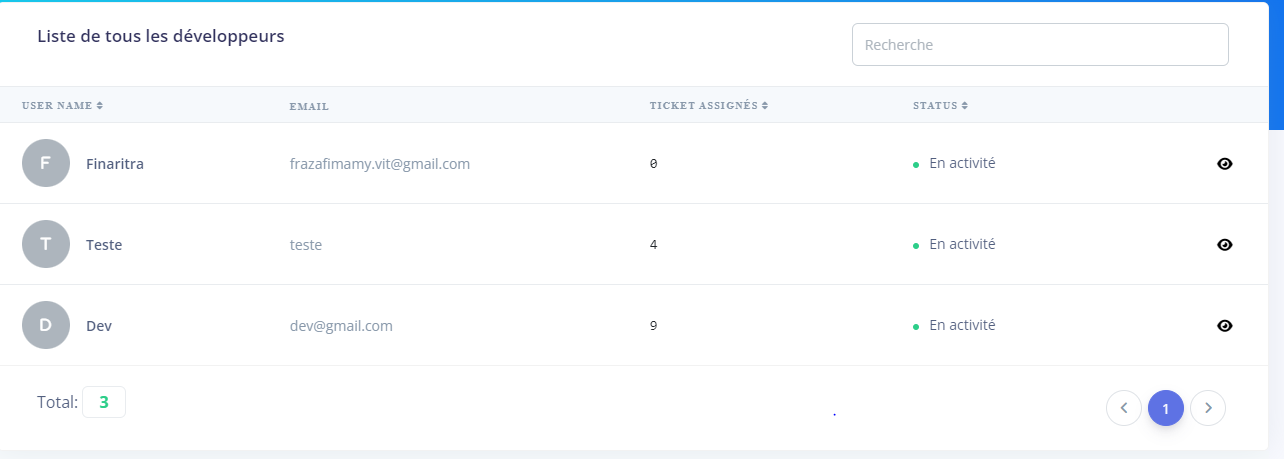 Liste de tous les développeurs
Recherche
USER NAME EMAIL TICKET ASSIGNÉS STATUS
F Finaritra frazafimamy.vit@gmail.com 0 En activité
T Teste teste 4 En activité
D Dev dev@gmail.com 9 En activité
Total: 3
1